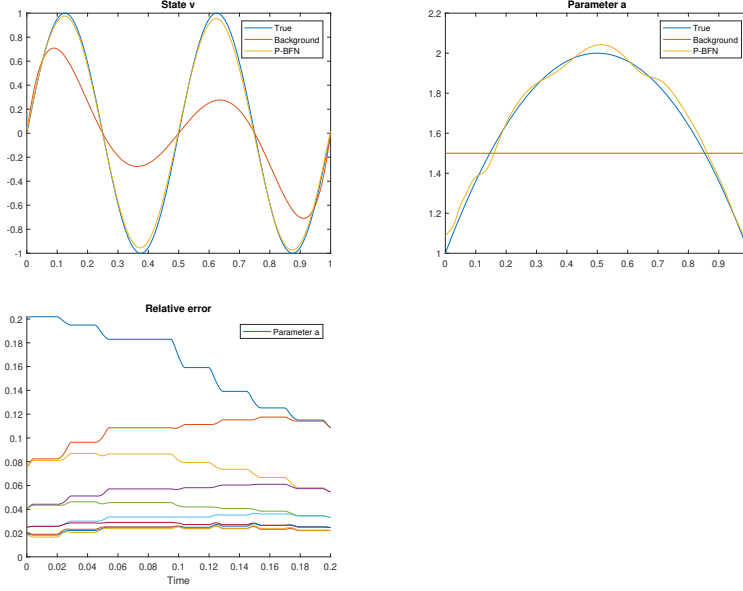 State v
1
0.8
0.6
0.4
0.2
0
-0.2
-0.4
-0.6
-0.8
-1
0 0.1 0.2 0.3 0.4 0.5 0.6 0.7 0.8 0.9 1
True
Background
P-BFN
Parameter a
2.2
2
1.8
1.6
1.4
1.2
1
0 0.1 0.2 0.3 0.4 0.5 0.6 0.7 0.8 0.9
True
Background
P-BFN
Relative error
0.2
0.18
0.16
0.14
0.12
0.1
0.08
0.06
0.04
0.02
0
0 0.02 0.04 0.06 0.08 0.1 0.12 0.14 0.16 0.18 0.2
Time
Parameter a